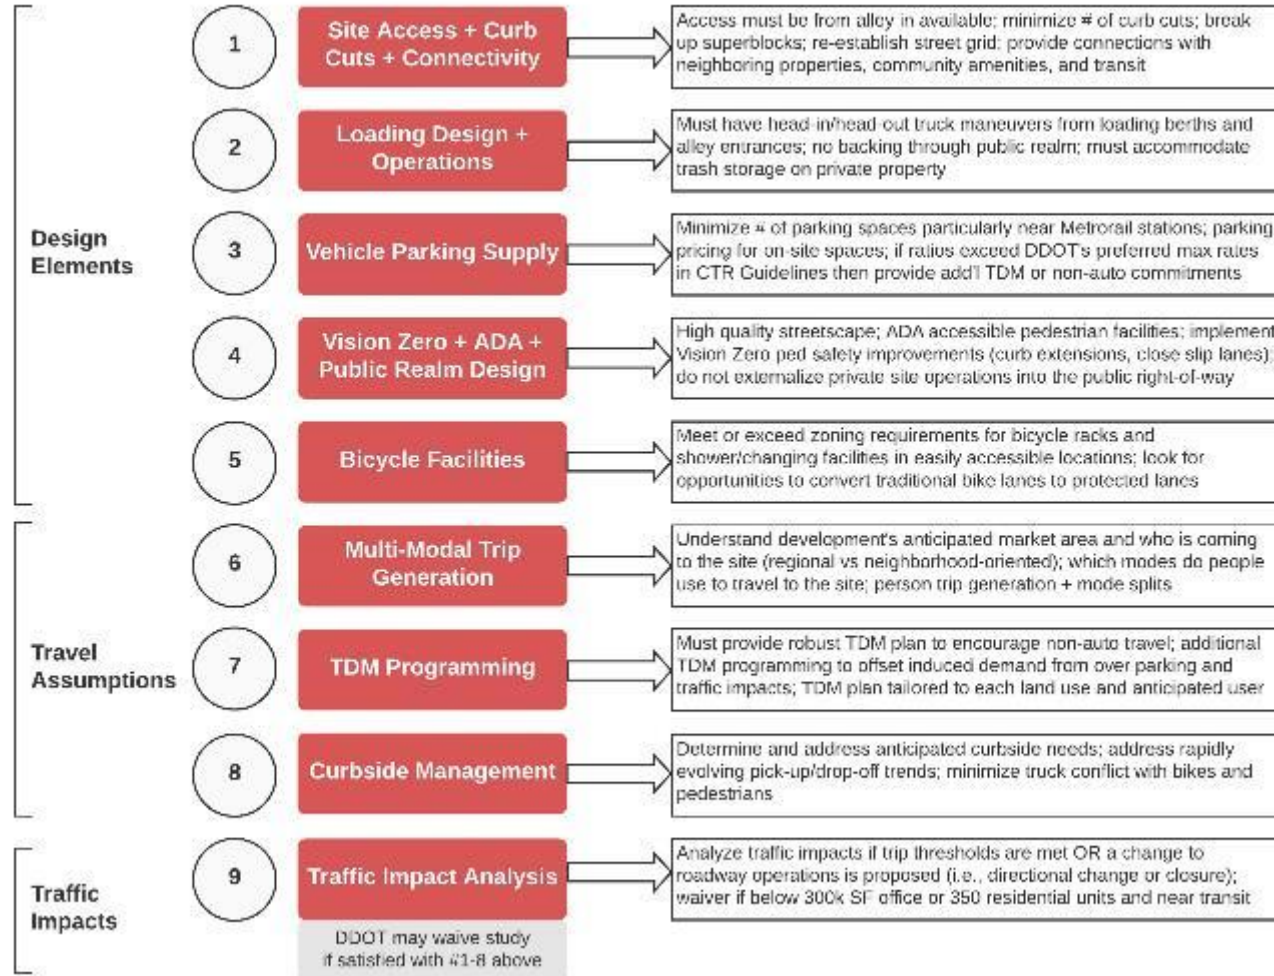 Design
Elements
1
Site Access + Curb
Cuts + Connectivity
Access must be from alley in available; minimize # of curb cuts; break
up superblocks; re-establish street grid; provide connections with
neighboring properties, community amenities, and transit
2
Loading Design +
Operations
Must have head-in/head-out truck maneuvers from loading berths and
alley entrances; no backing through public realm; must accommodate
trash storage on private property
3
Vehicle Parking Supply
Minimize # of parking spaces particularly near Metrorail stations; parking
pricing for on-site spaces; if ratios exceed DDOT's preferred max rates
in CTR Guidelines then provide add'l TDM or non-auto commitments
4
Vision Zero + ADA +
Public Realm Design
High quality streetscape; ADA accessible pedestrian facilities; implement
Vision Zero ped safety improvements (curb extensions, close slip lanes);
do not externalize private site operations into the public right-of-way
5
Bicycle Facilities
Meet or exceed zoning requirements for bicycle racks and
shower/changing facilities in easily accessible locations; look for
opportunities to convert traditional bike lanes to protected lanes
Travel
Assumptions
6
Multi-Modal Trip
Generation
Understand development's anticipated market area and who is coming
to the site (regional vs neighborhood-oriented); which modes do people
use to travel to the site; person trip generation + mode splits
7
TDM Programming
Must provide robust TDM plan to encourage non-auto travel; additional
TDM programming to offset induced demand from over parking and
traffic impacts; TDM plan tailored to each land use and anticipated user
8
Curbside Management
Determine and address anticipated curbside needs; address rapidly
evolving pick-up/drop-off trends; minimize truck conflict with bikes and
pedestrians
Traffic
Impacts
9
Traffic Impact Analysis
Analyze traffic impacts if trip thresholds are met OR a change to
roadway operations is proposed (i.e., directional change or closure);
waiver if below 300k SF office or 350 residential units and near transit
DDOT may waive study
if satisfied with #1-8 above